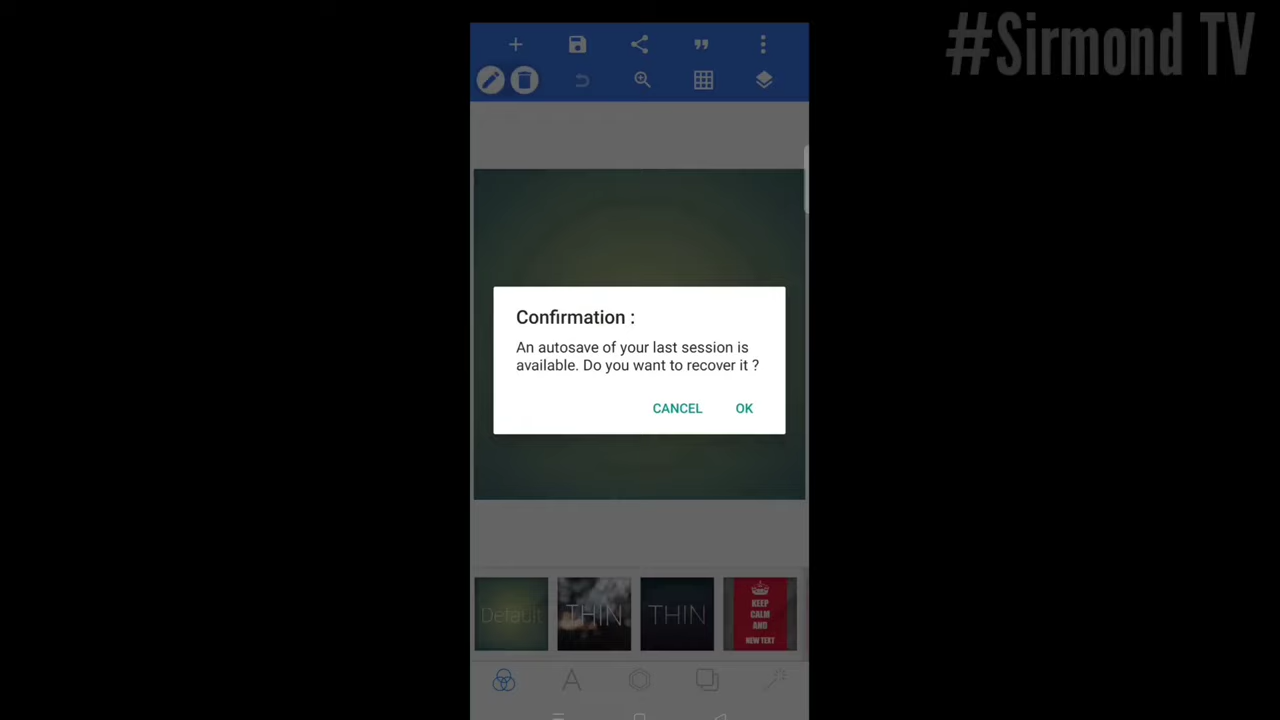 #Sirmond TV
Confirmation :
An autosave of your last session is
available. Do you want to recover it ?
CANCEL OK
Default
THIN
THIN
KEEP
CALM
AND
NEW TEXT